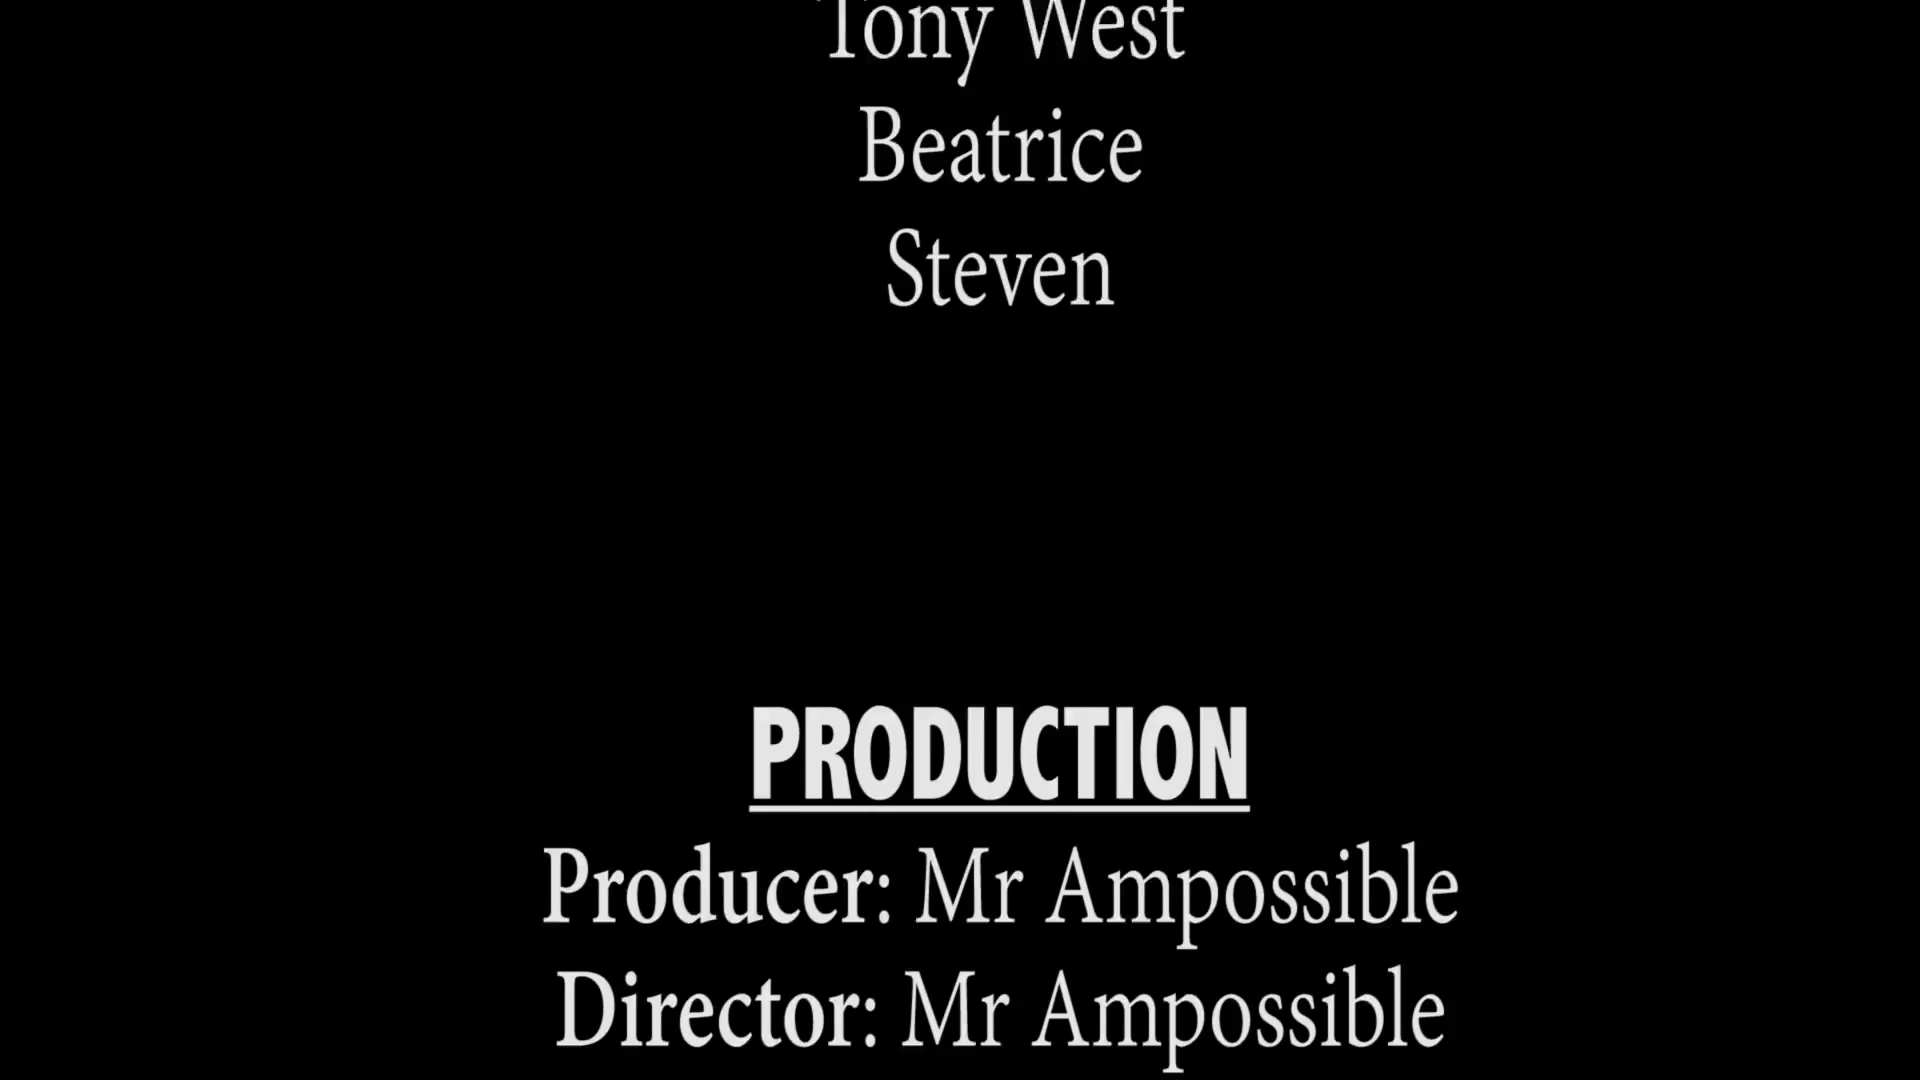 Tony West
Beatrice
Steven
PRODUCTION
Producer: Mr Ampossible
Director: Mr Ampossible